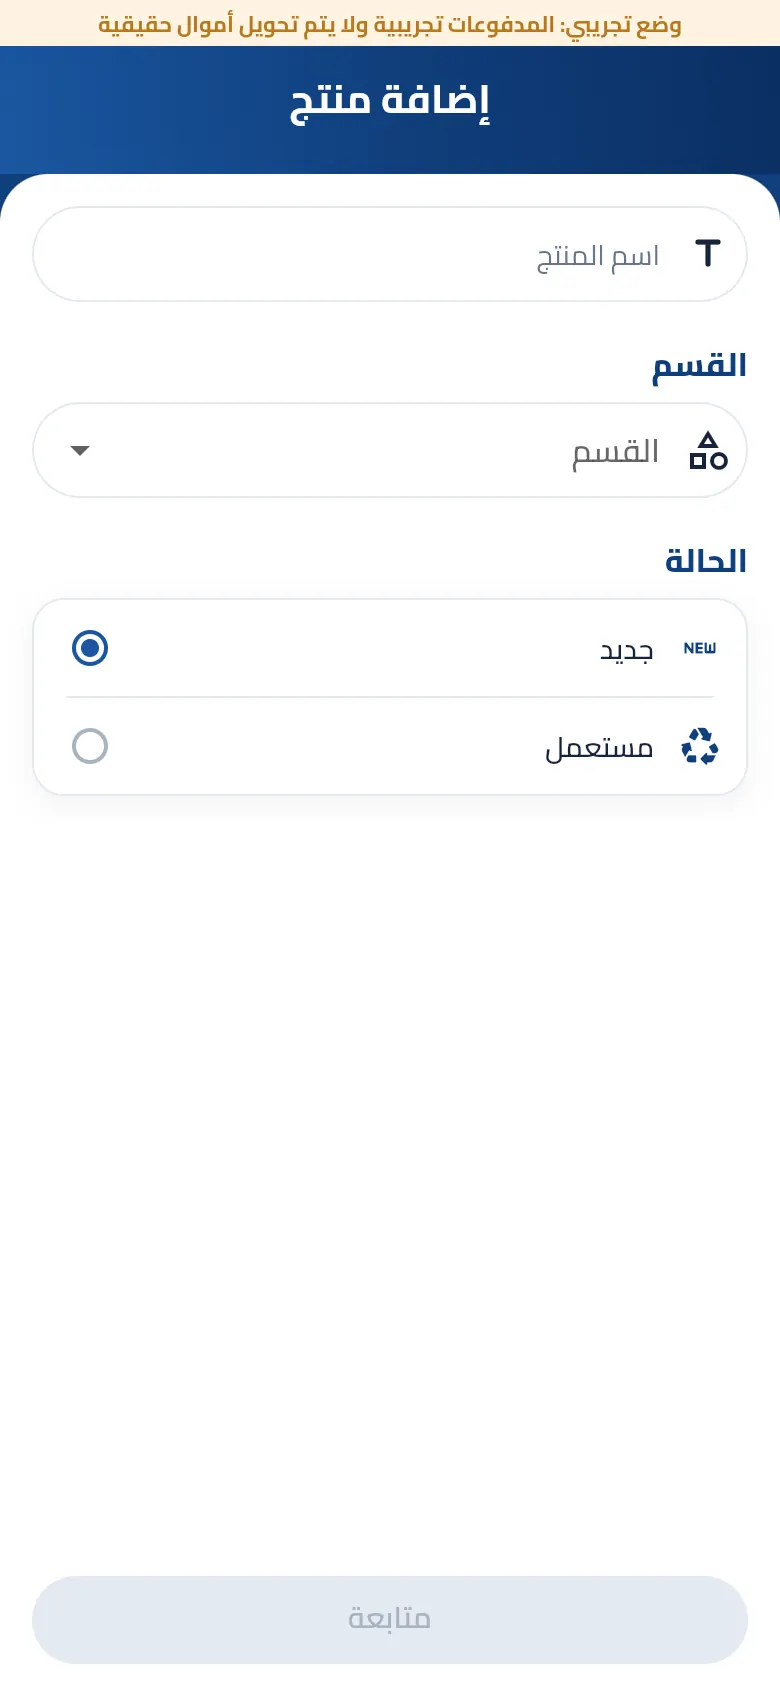 وضع تجريبي: المدفوعات تجريبية ولا يتم تحويل أموال حقيقية
إضافة منتج
اسم المنتج
القسم
القسم
الحالة
NEW جديد
مستعمل
متابعة